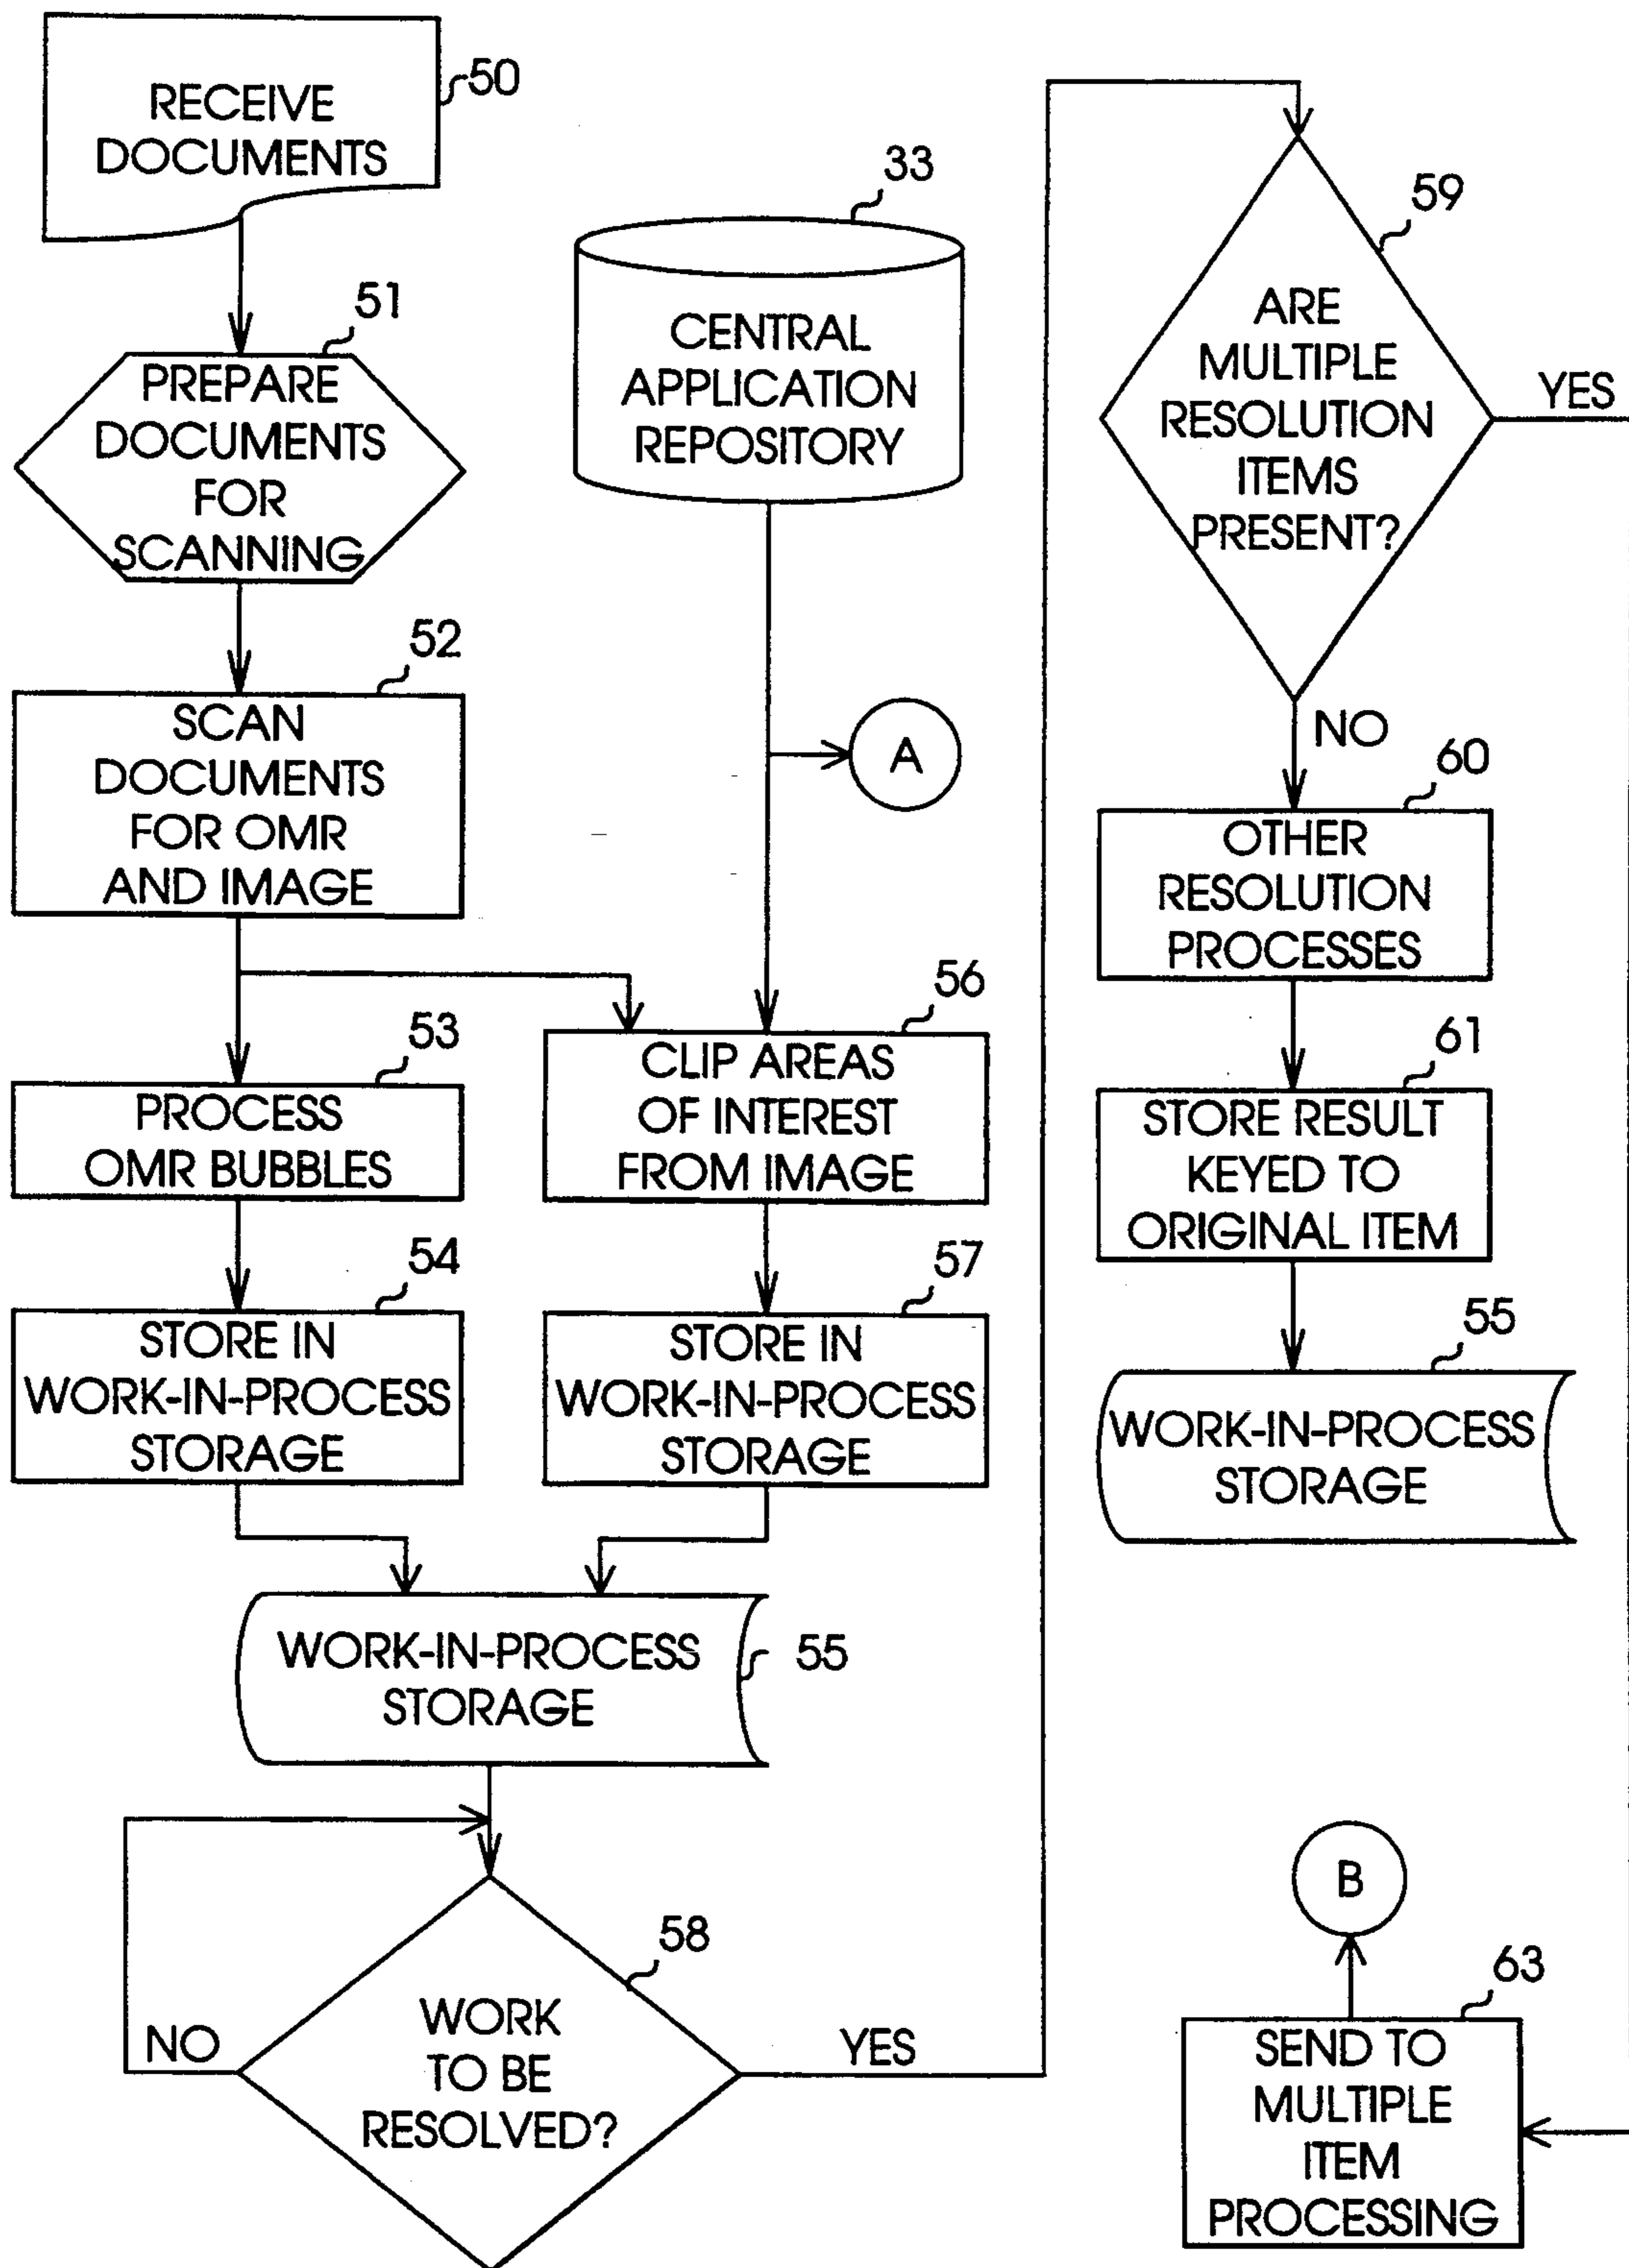 RECEIVE
DOCUMENTS
50
51
PREPARE
DOCUMENTS
FOR
SCANNING
52
SCAN
DOCUMENTS
FOR OMR
AND IMAGE
53
PROCESS
OMR BUBBLES
54
STORE IN
WORK-IN-PROCESS
STORAGE
33
CENTRAL
APPLICATION
REPOSITORY
A
56
CLIP AREAS
OF INTEREST
FROM IMAGE
57
STORE IN
WORK-IN-PROCESS
STORAGE
WORK-IN-PROCESS
STORAGE
55
58
WORK
TO BE
RESOLVED?
NO
YES
59
ARE
MULTIPLE
RESOLUTION
ITEMS
PRESENT?
YES
NO
60
OTHER
RESOLUTION
PROCESSES
61
STORE RESULT
KEYED TO
ORIGINAL ITEM
55
WORK-IN-PROCESS
STORAGE
B
63
SEND TO
MULTIPLE
ITEM
PROCESSING